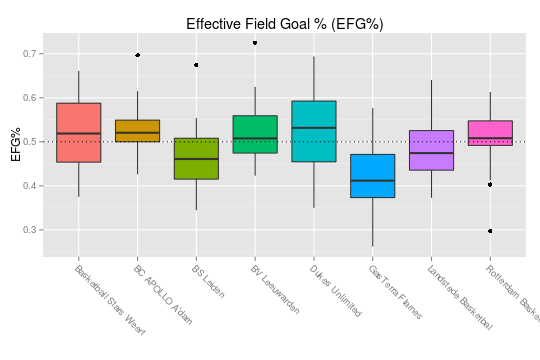 Effective Field Goal % (EFG%)
EFG%
0.7
0.6
0.5
0.4
0.3
Basketball Stars Weert
BC APOLLO A'dam
BS Leiden
BV Leeuwarden
Dukes Unlimited
GasTerra Flames
Landstede Basketbal
Rotterdam Basket